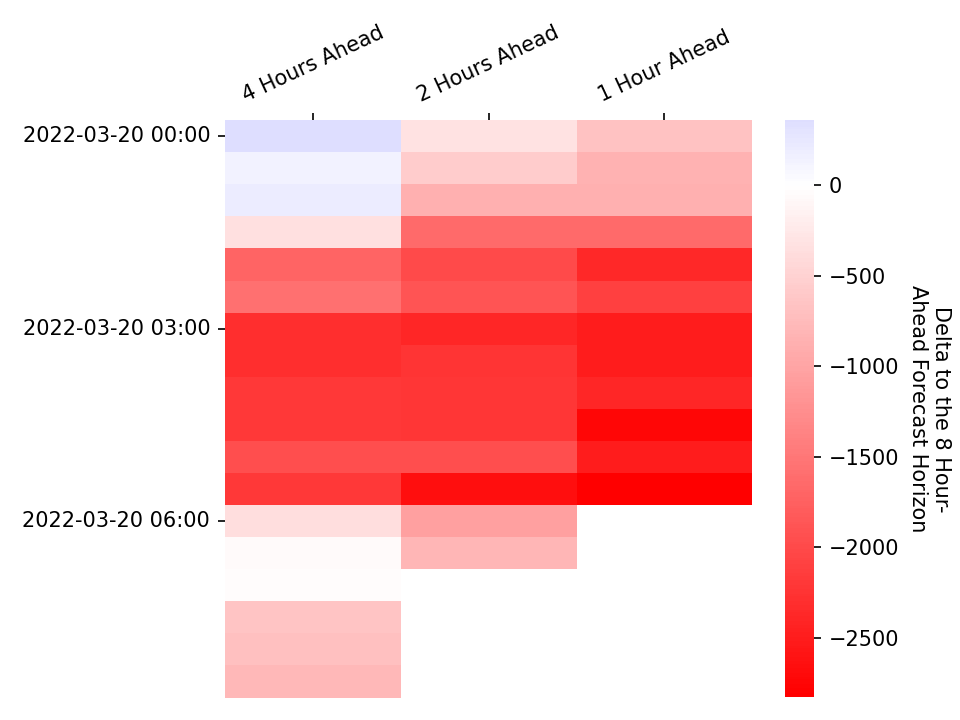 4 Hours Ahead
2 Hours Ahead
1 Hour Ahead
2022-03-20 00:00
2022-03-20 03:00
2022-03-20 06:00
0
−500
−1000
−1500
−2000
−2500
Delta to the 8 Hour-
Ahead Forecast Horizon